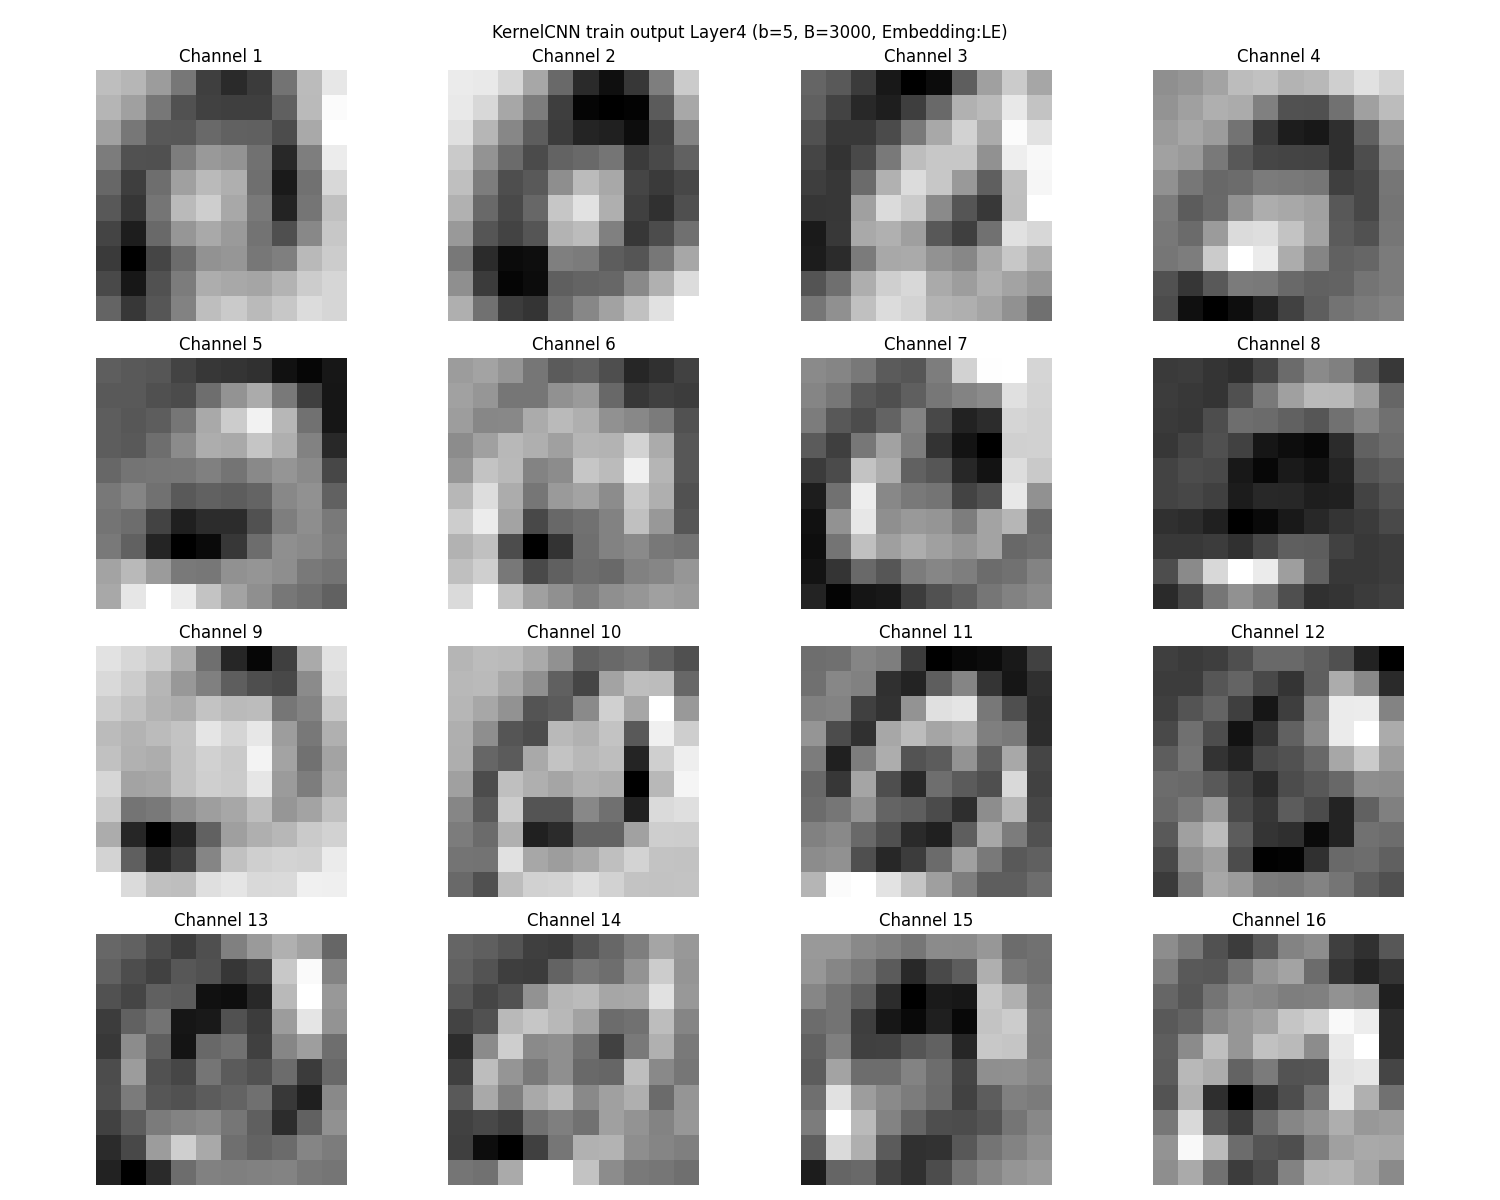 KernelCNN train output Layer4 (b=5, B=3000, Embedding:LE)
Channel 1 Channel 2 Channel 3 Channel 4
Channel 5 Channel 6 Channel 7 Channel 8
Channel 9 Channel 10 Channel 11 Channel 12
Channel 13 Channel 14 Channel 15 Channel 16